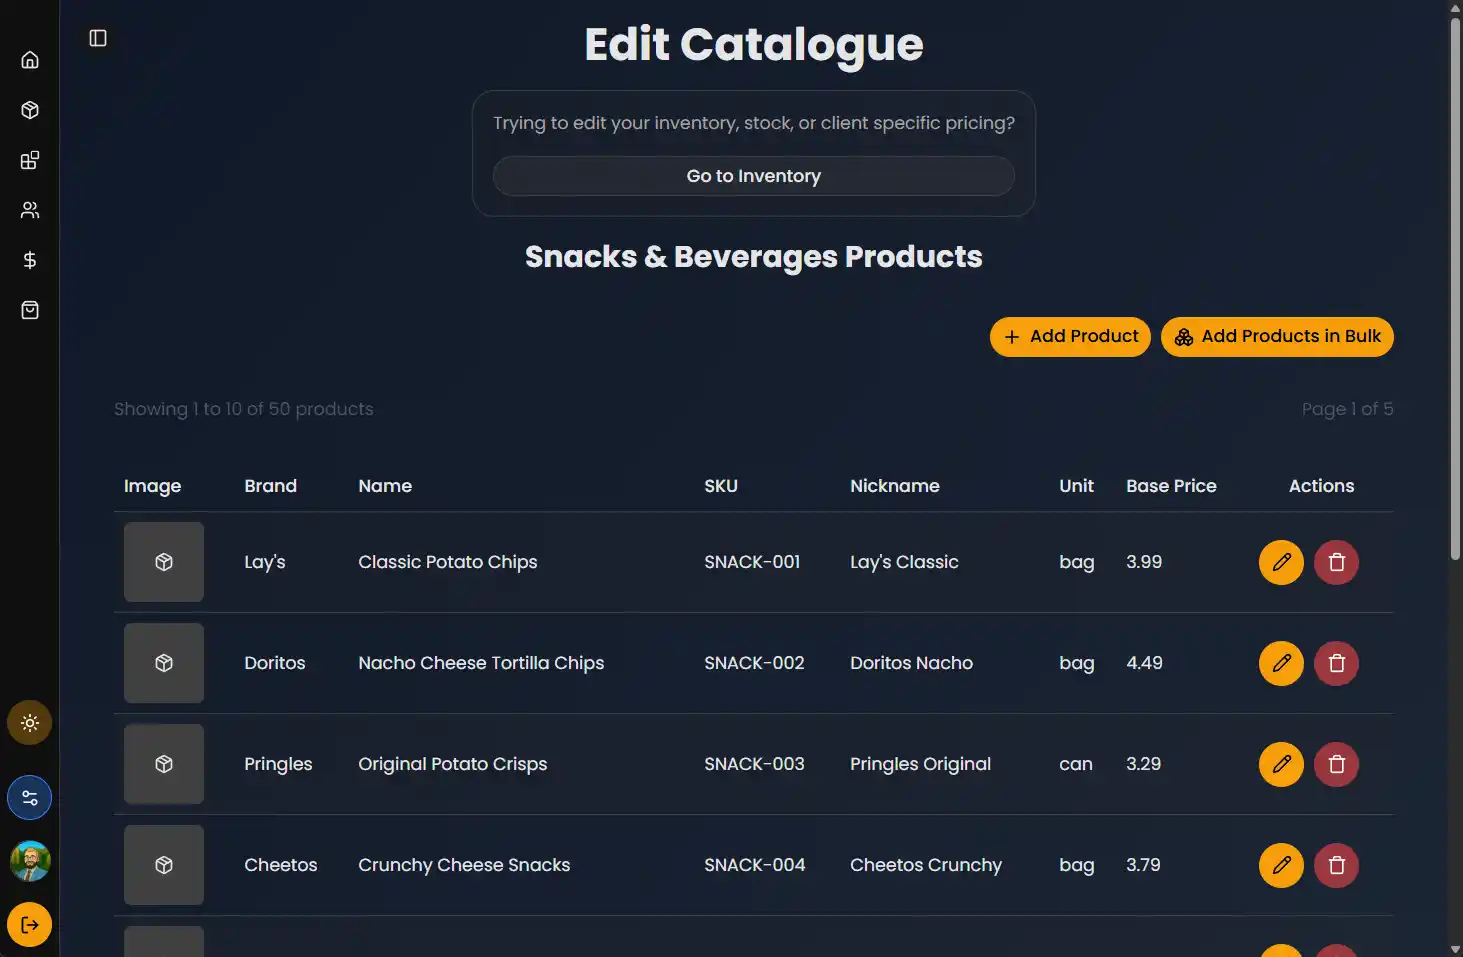 Edit Catalogue
Trying to edit your inventory, stock, or client specific pricing?
Go to Inventory
Snacks & Beverages Products
Add Product
Add Products in Bulk
Showing 1 to 10 of 50 products
Page 1 of 5
Image Brand Name SKU Nickname Unit Base Price Actions
Lay's Classic Potato Chips SNACK-001 Lay's Classic bag 3.99
Doritos Nacho Cheese Tortilla Chips SNACK-002 Doritos Nacho bag 4.49
Pringles Original Potato Crisps SNACK-003 Pringles Original can 3.29
Cheetos Crunchy Cheese Snacks SNACK-004 Cheetos Crunchy bag 3.79